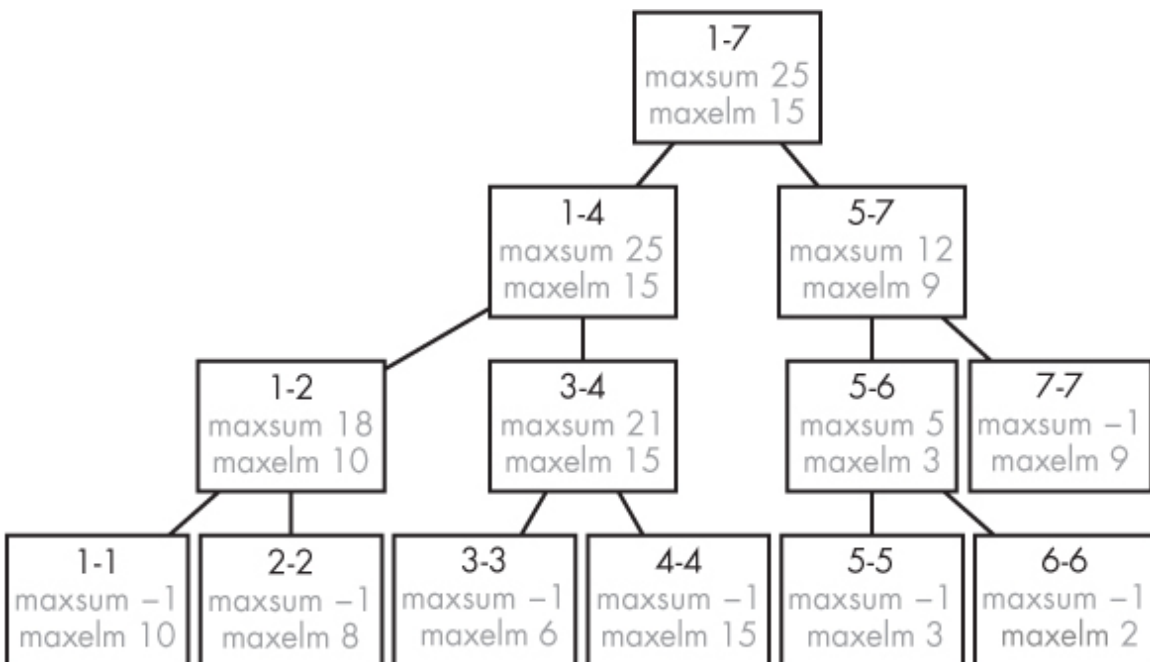 1-7
maxsum 25
maxelm 15
1-4
maxsum 25
maxelm 15
5-7
maxsum 12
maxelm 9
1-2
maxsum 18
maxelm 10
3-4
maxsum 21
maxelm 15
5-6
maxsum 5
maxelm 3
7-7
maxsum –1
maxelm 9
1-1
maxsum –1
maxelm 10
2-2
maxsum –1
maxelm 8
3-3
maxsum –1
maxelm 6
4-4
maxsum –1
maxelm 15
5-5
maxsum –1
maxelm 3
6-6
maxsum –1
maxelm 2